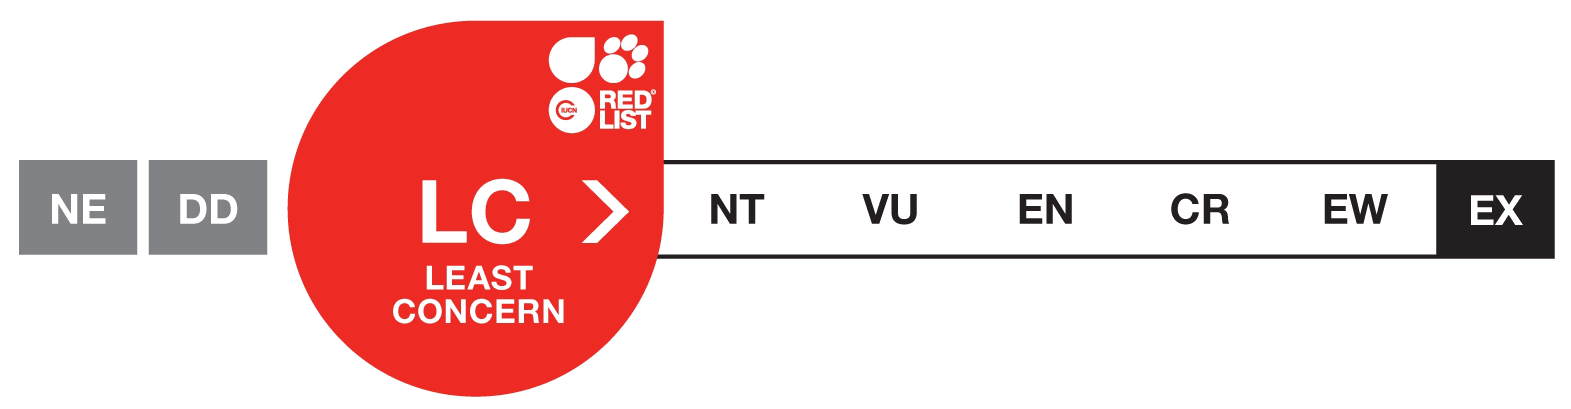 NE
DD
LC
LEAST
CONCERN
IUCN
RED
LIST
NT
VU
EN
CR
EW
EX